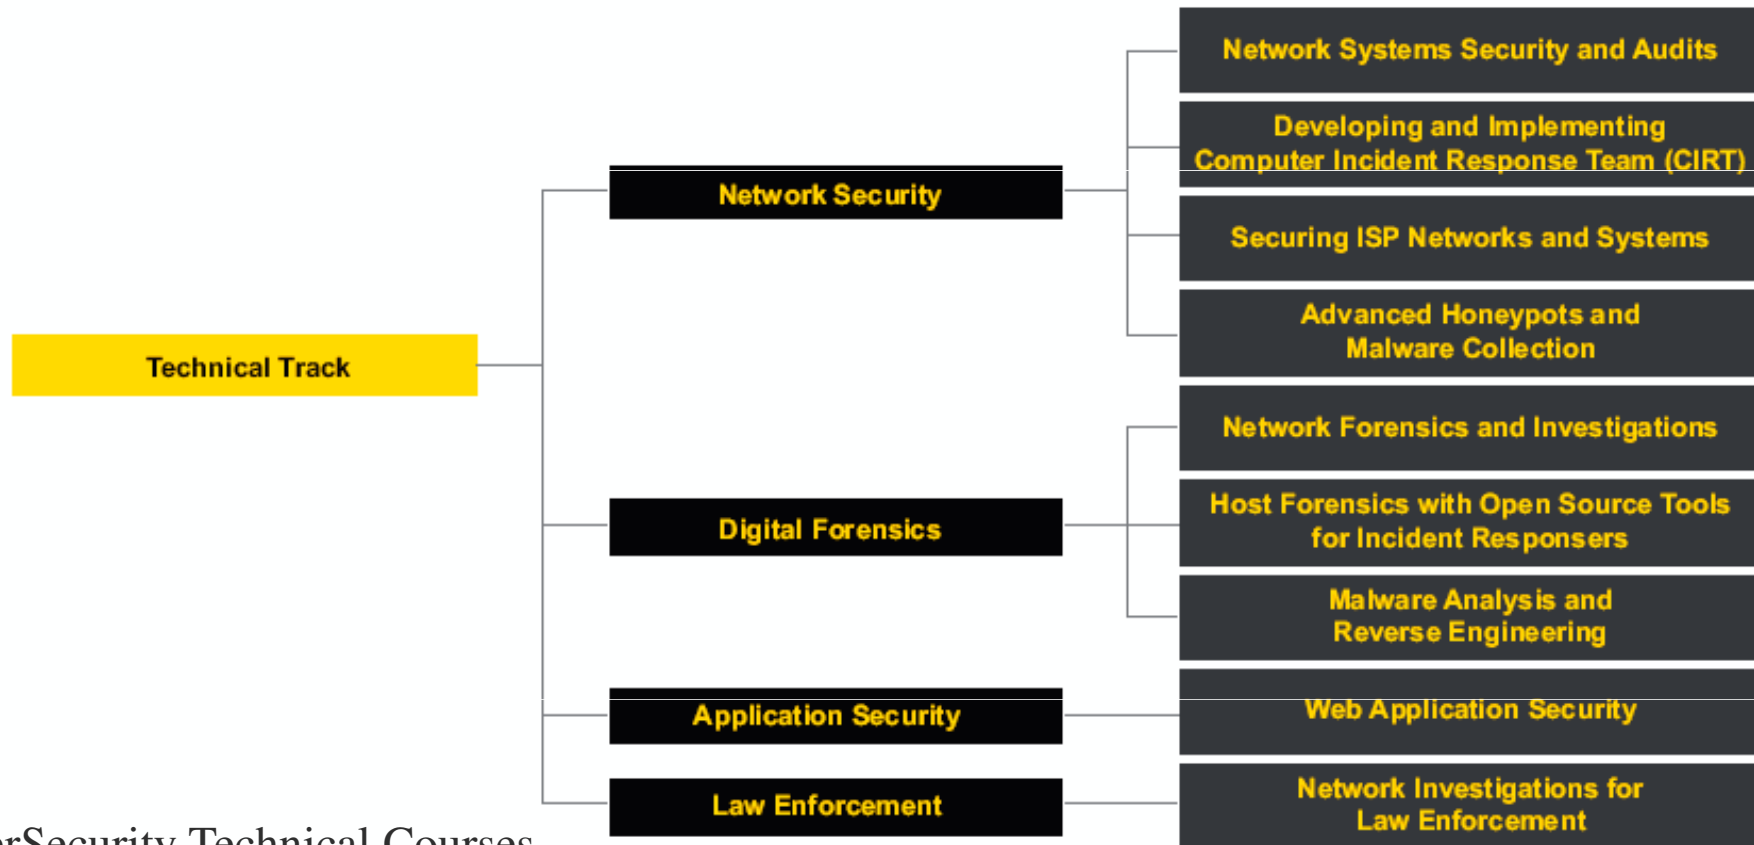 Network Systems Security and Audits
Developing and Implementing
Computer Incident Response Team (CIRT)
Network Security
Securing ISP Networks and Systems
Advanced Honeypots and
Malware Collection
Technical Track
Network Forensics and Investigations
Digital Forensics
Host Forensics with Open Source Tools
for Incident Responsers
Malware Analysis and
Reverse Engineering
Application Security
Web Application Security
Law Enforcement
Network Investigations for
Law Enforcement
erSecurity Technical Courses